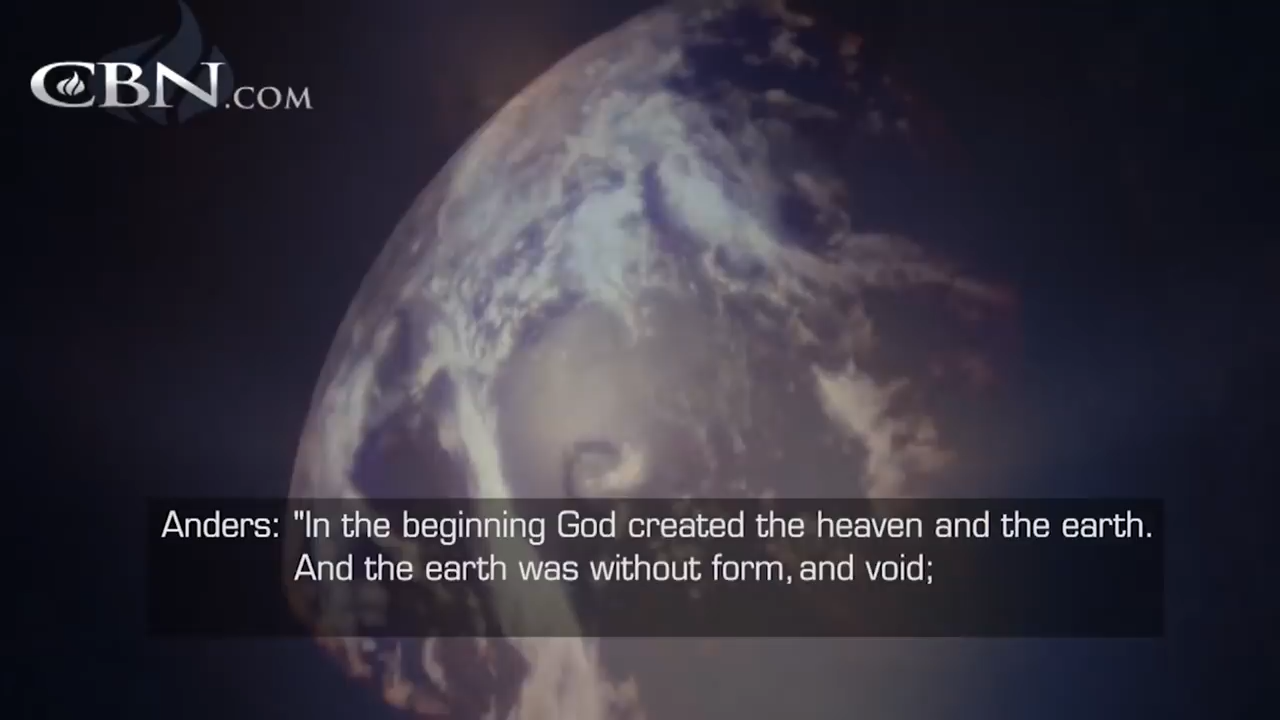 CBN.COM
Anders: "In the beginning God created the heaven and the earth.
And the earth was without form, and void;